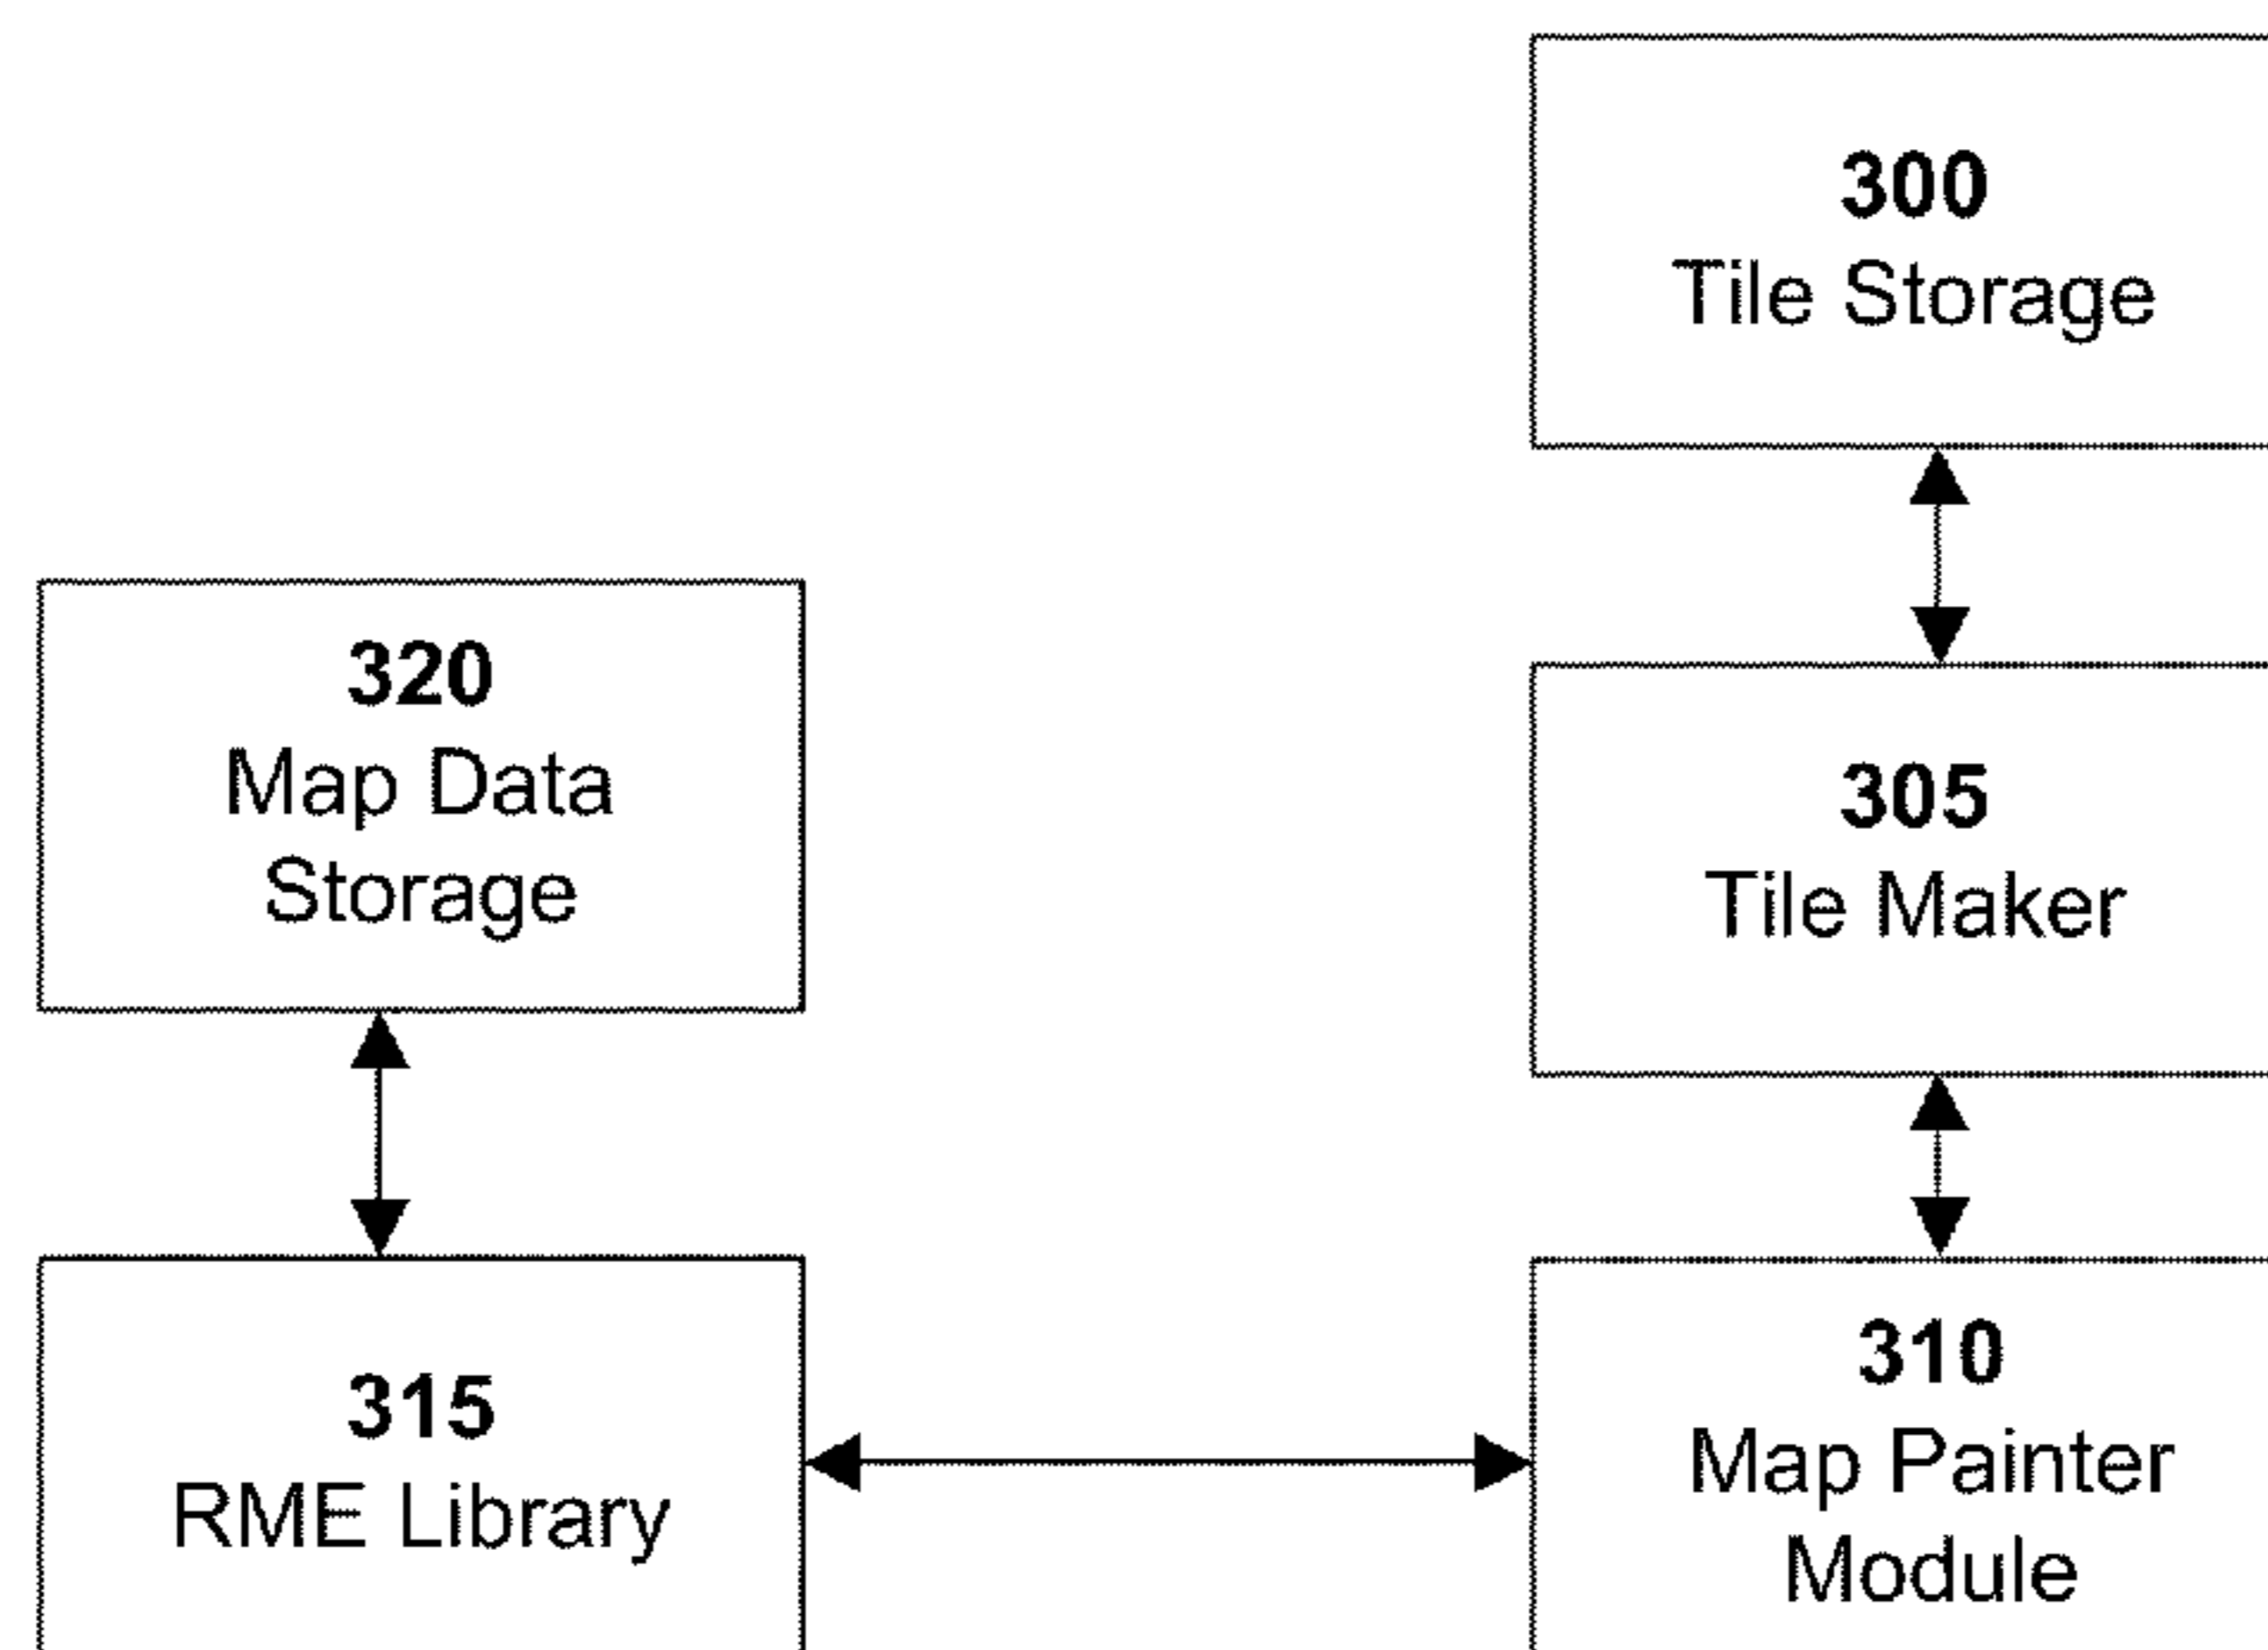 300
Tile Storage
320
Map Data
Storage
305
Tile Maker
315
RME Library
310
Map Painter
Module